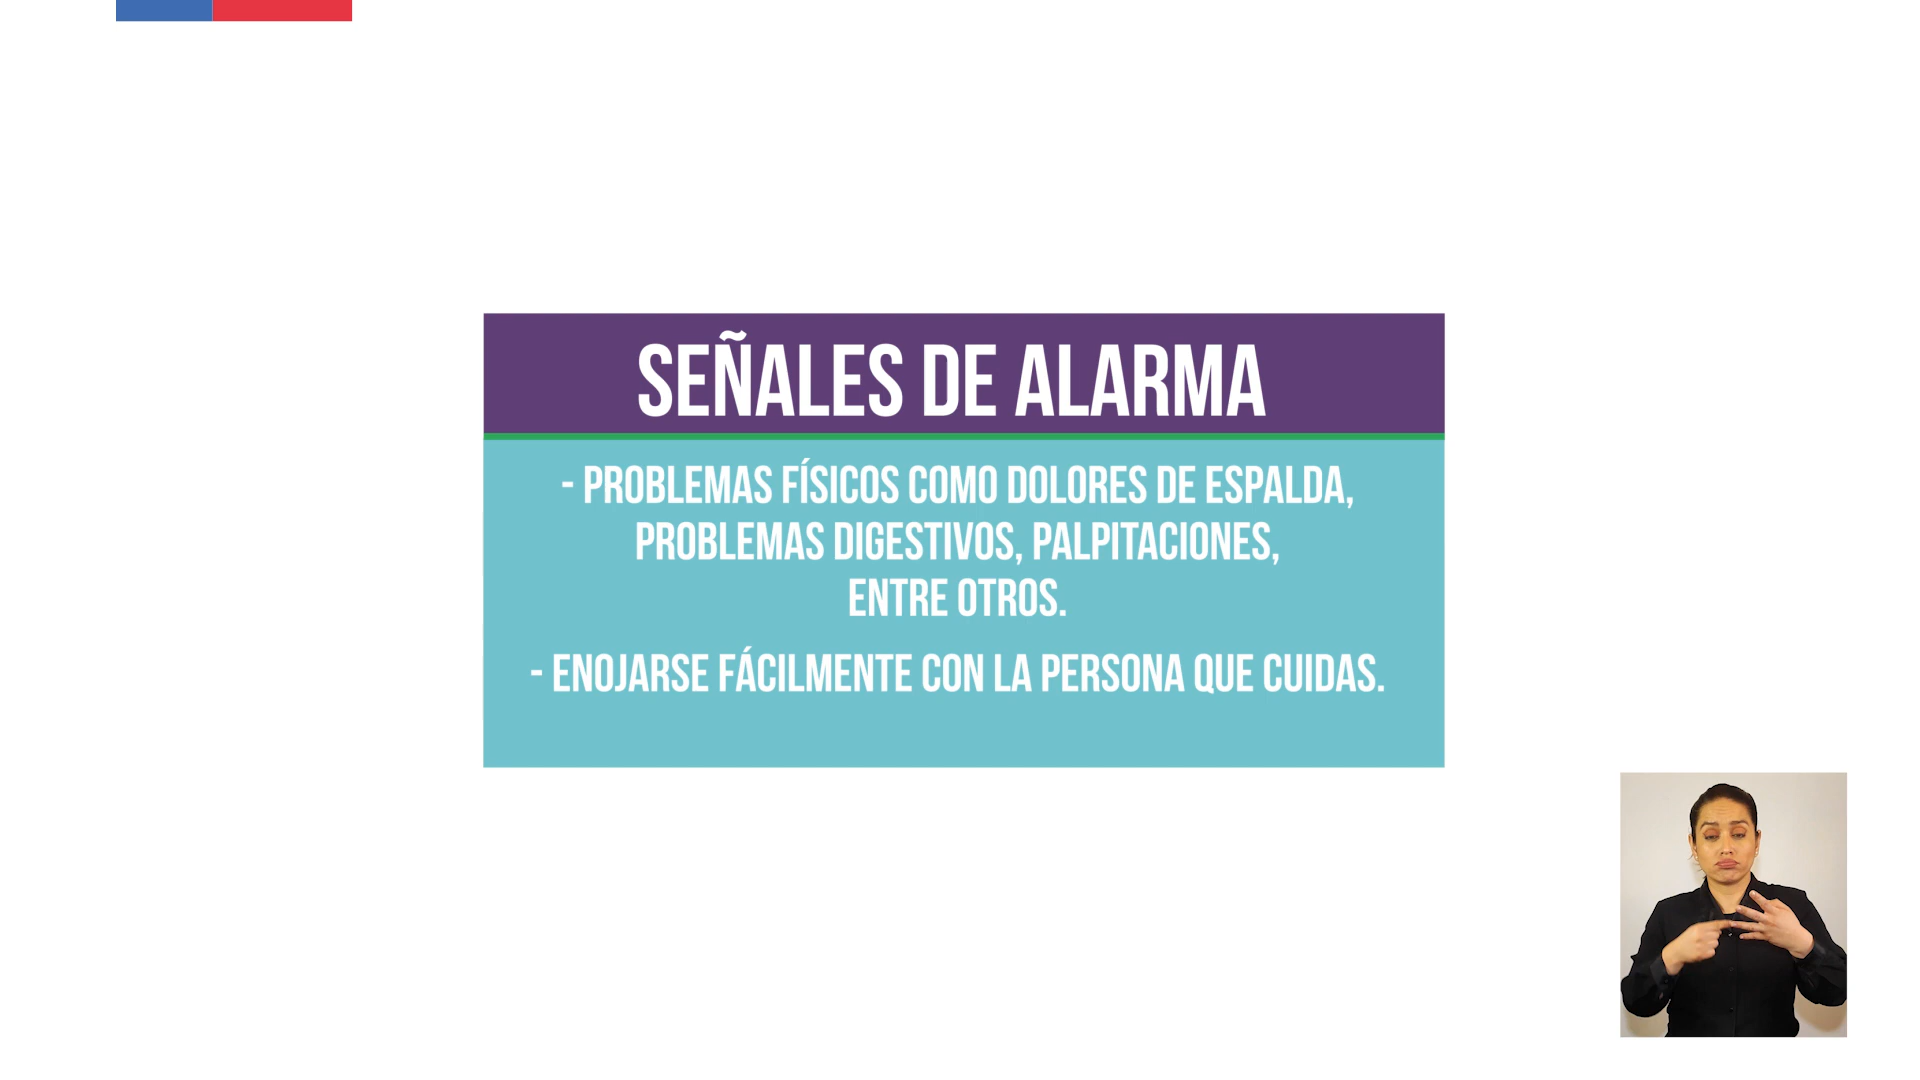 SEÑALES DE ALARMA
- PROBLEMAS FÍSICOS COMO DOLORES DE ESPALDA,
PROBLEMAS DIGESTIVOS, PALPITACIONES,
ENTRE OTROS.
- ENOJARSE FÁCILMENTE CON LA PERSONA QUE CUIDAS.